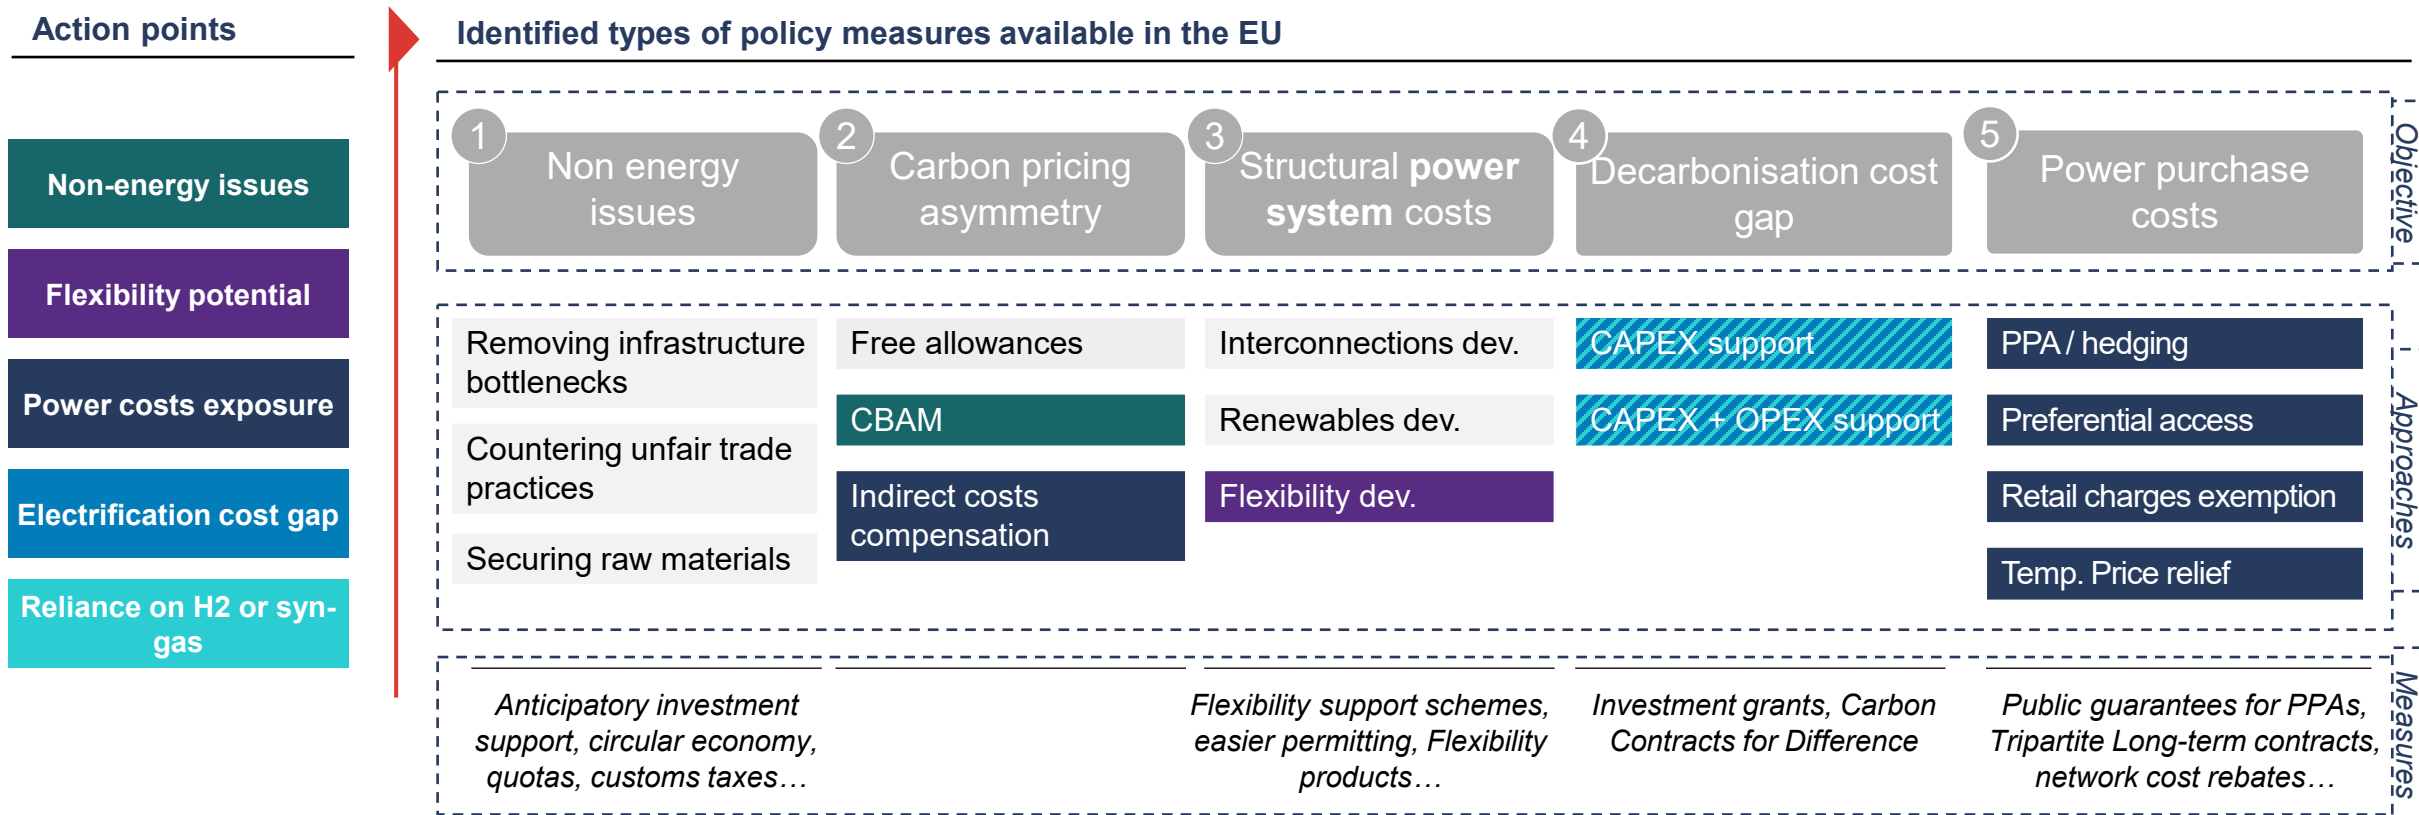 Action points
Identified types of policy measures available in the EU
Non-energy issues
Flexibility potential
Power costs exposure
Electrification cost gap
Reliance on H2 or syn-
gas
1
Non energy
issues
2
Carbon pricing
asymmetry
3
Structural power
system costs
4
Decarbonisation cost
gap
5
Power purchase
costs
Objective
Removing infrastructure
bottlenecks
Countering unfair trade
practices
Securing raw materials
Free allowances
CBAM
Indirect costs
compensation
Interconnections dev.
Renewables dev.
Flexibility dev.
CAPEX support
CAPEX + OPEX support
PPA / hedging
Preferential access
Retail charges exemption
Temp. Price relief
Approaches
Anticipatory investment
support, circular economy,
quotas, customs taxes…
Flexibility support schemes,
easier permitting, Flexibility
products…
Investment grants, Carbon
Contracts for Difference
Public guarantees for PPAs,
Tripartite Long-term contracts,
network cost rebates…
Measures